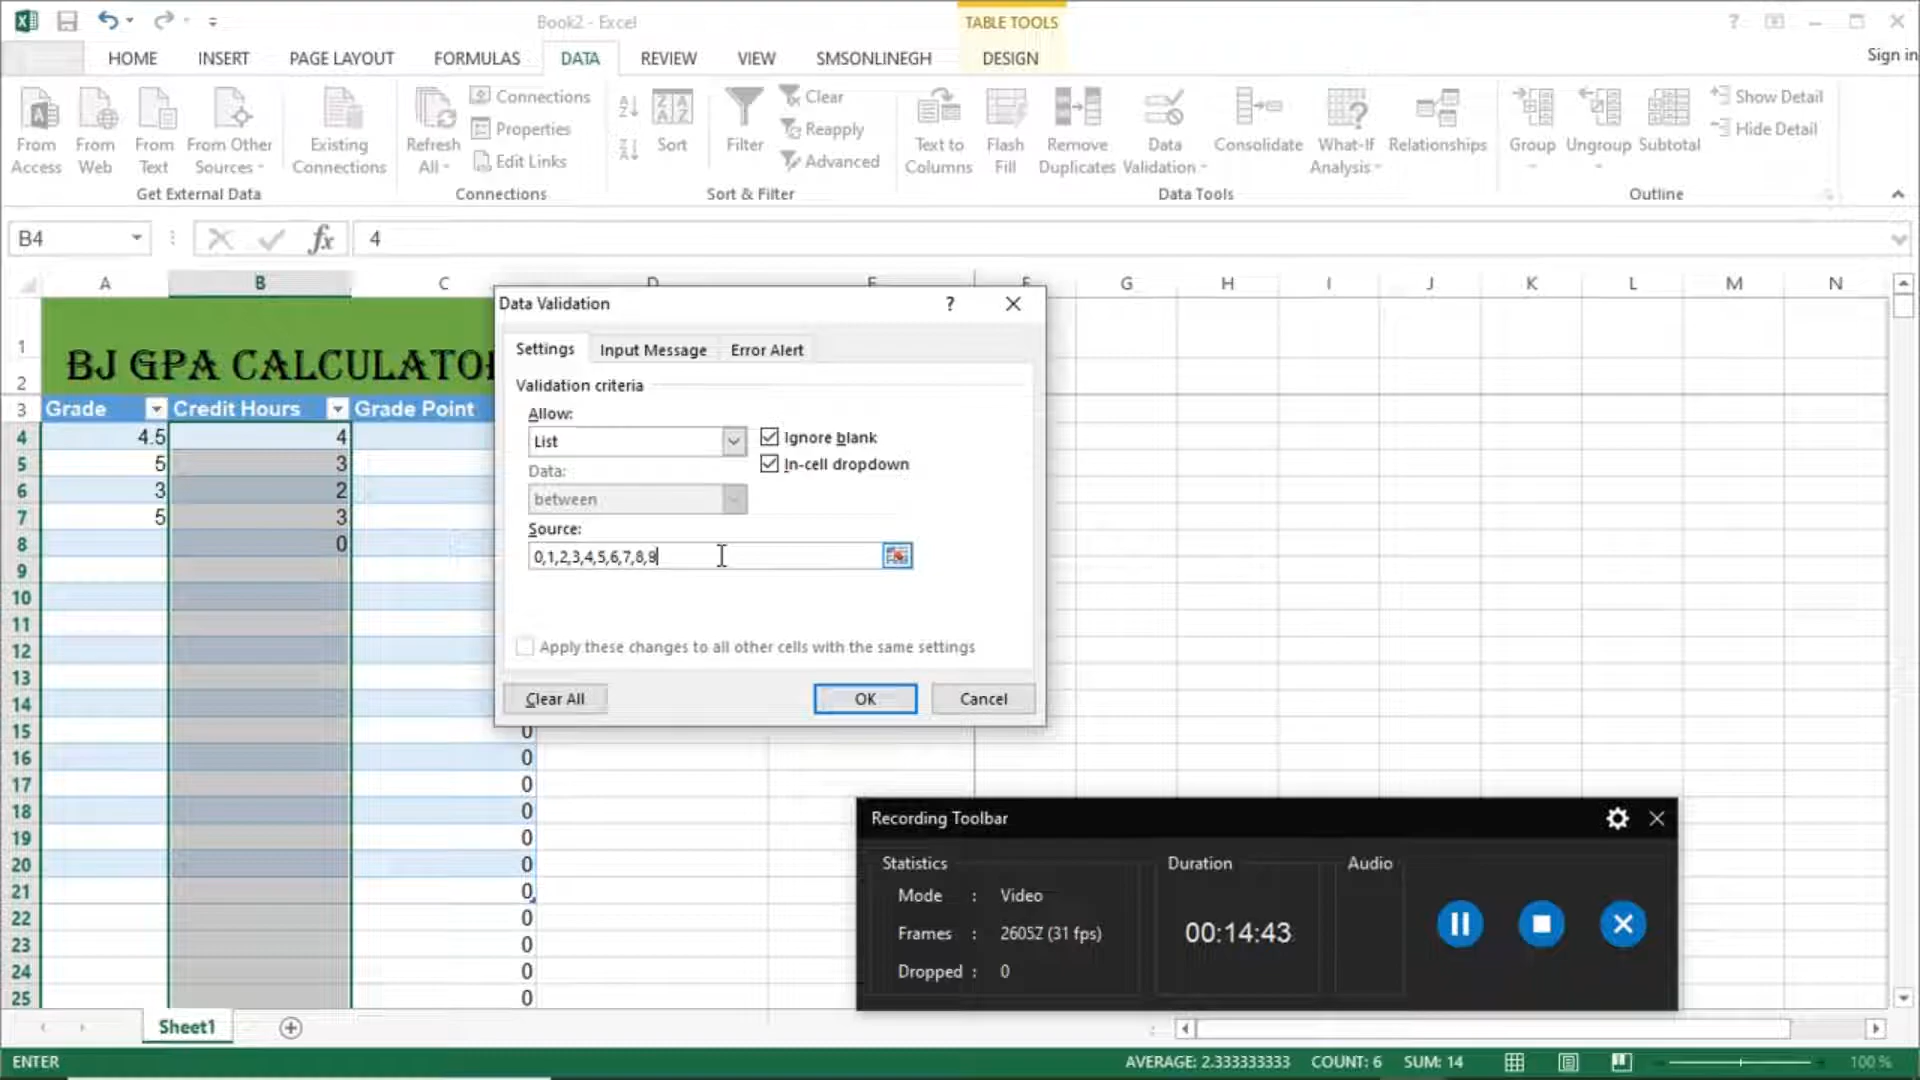 Book2 - Excel
TABLE TOOLS
?
HOME INSERT PAGE LAYOUT FORMULAS DATA REVIEW VIEW SMSONLINEGH DESIGN
Sign in
From Access
From Web
From Text
From Other Sources
Existing Connections
Get External Data
Refresh All
Connections
Properties
Edit Links
Connections
Sort
Filter
Clear
Reapply
Advanced
Sort & Filter
Text to Columns
Flash Fill
Remove Duplicates
Data Validation
Consolidate
What-If Analysis
Relationships
Data Tools
Group
Ungroup
Subtotal
Show Detail
Hide Detail
Outline
B4 fx 4
A B C G H I J K L M N
1
BJ GPA CALCULATO
2
3 Grade Credit Hours Grade Point
4 4.5 4
5 5 3
6 3 2
7 5 3
8 0
9
10
11
12
13
14
15 0
16 0
17 0
18 0
19 0
20 0
21 0
22 0
23 0
24 0
25 0
Data Validation ?
Settings Input Message Error Alert
Validation criteria
Allow:
List
Ignore blank
In-cell dropdown
Data:
between
Source:
0,1,2,3,4,5,6,7,8,9
Apply these changes to all other cells with the same settings
Clear All OK Cancel
Recording Toolbar
Statistics
Mode : Video
Frames : 26052 (31 fps)
Dropped : 0
Duration
00:14:43
Audio
Sheet1
ENTER
AVERAGE: 2.333333333 COUNT: 6 SUM: 14
100 %